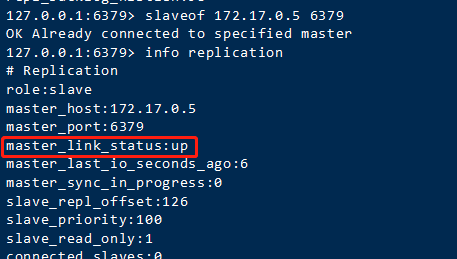 127.0.0.1:6379> slaveof 172.17.0.5 6379
OK Already connected to specified master
127.0.0.1:6379> info replication
# Replication
role:slave
master_host:172.17.0.5
master_port:6379
master_link_status:up
master_last_io_seconds_ago:6
master_sync_in_progress:0
slave_repl_offset:126
slave_priority:100
slave_read_only:1
connected_slaves:0